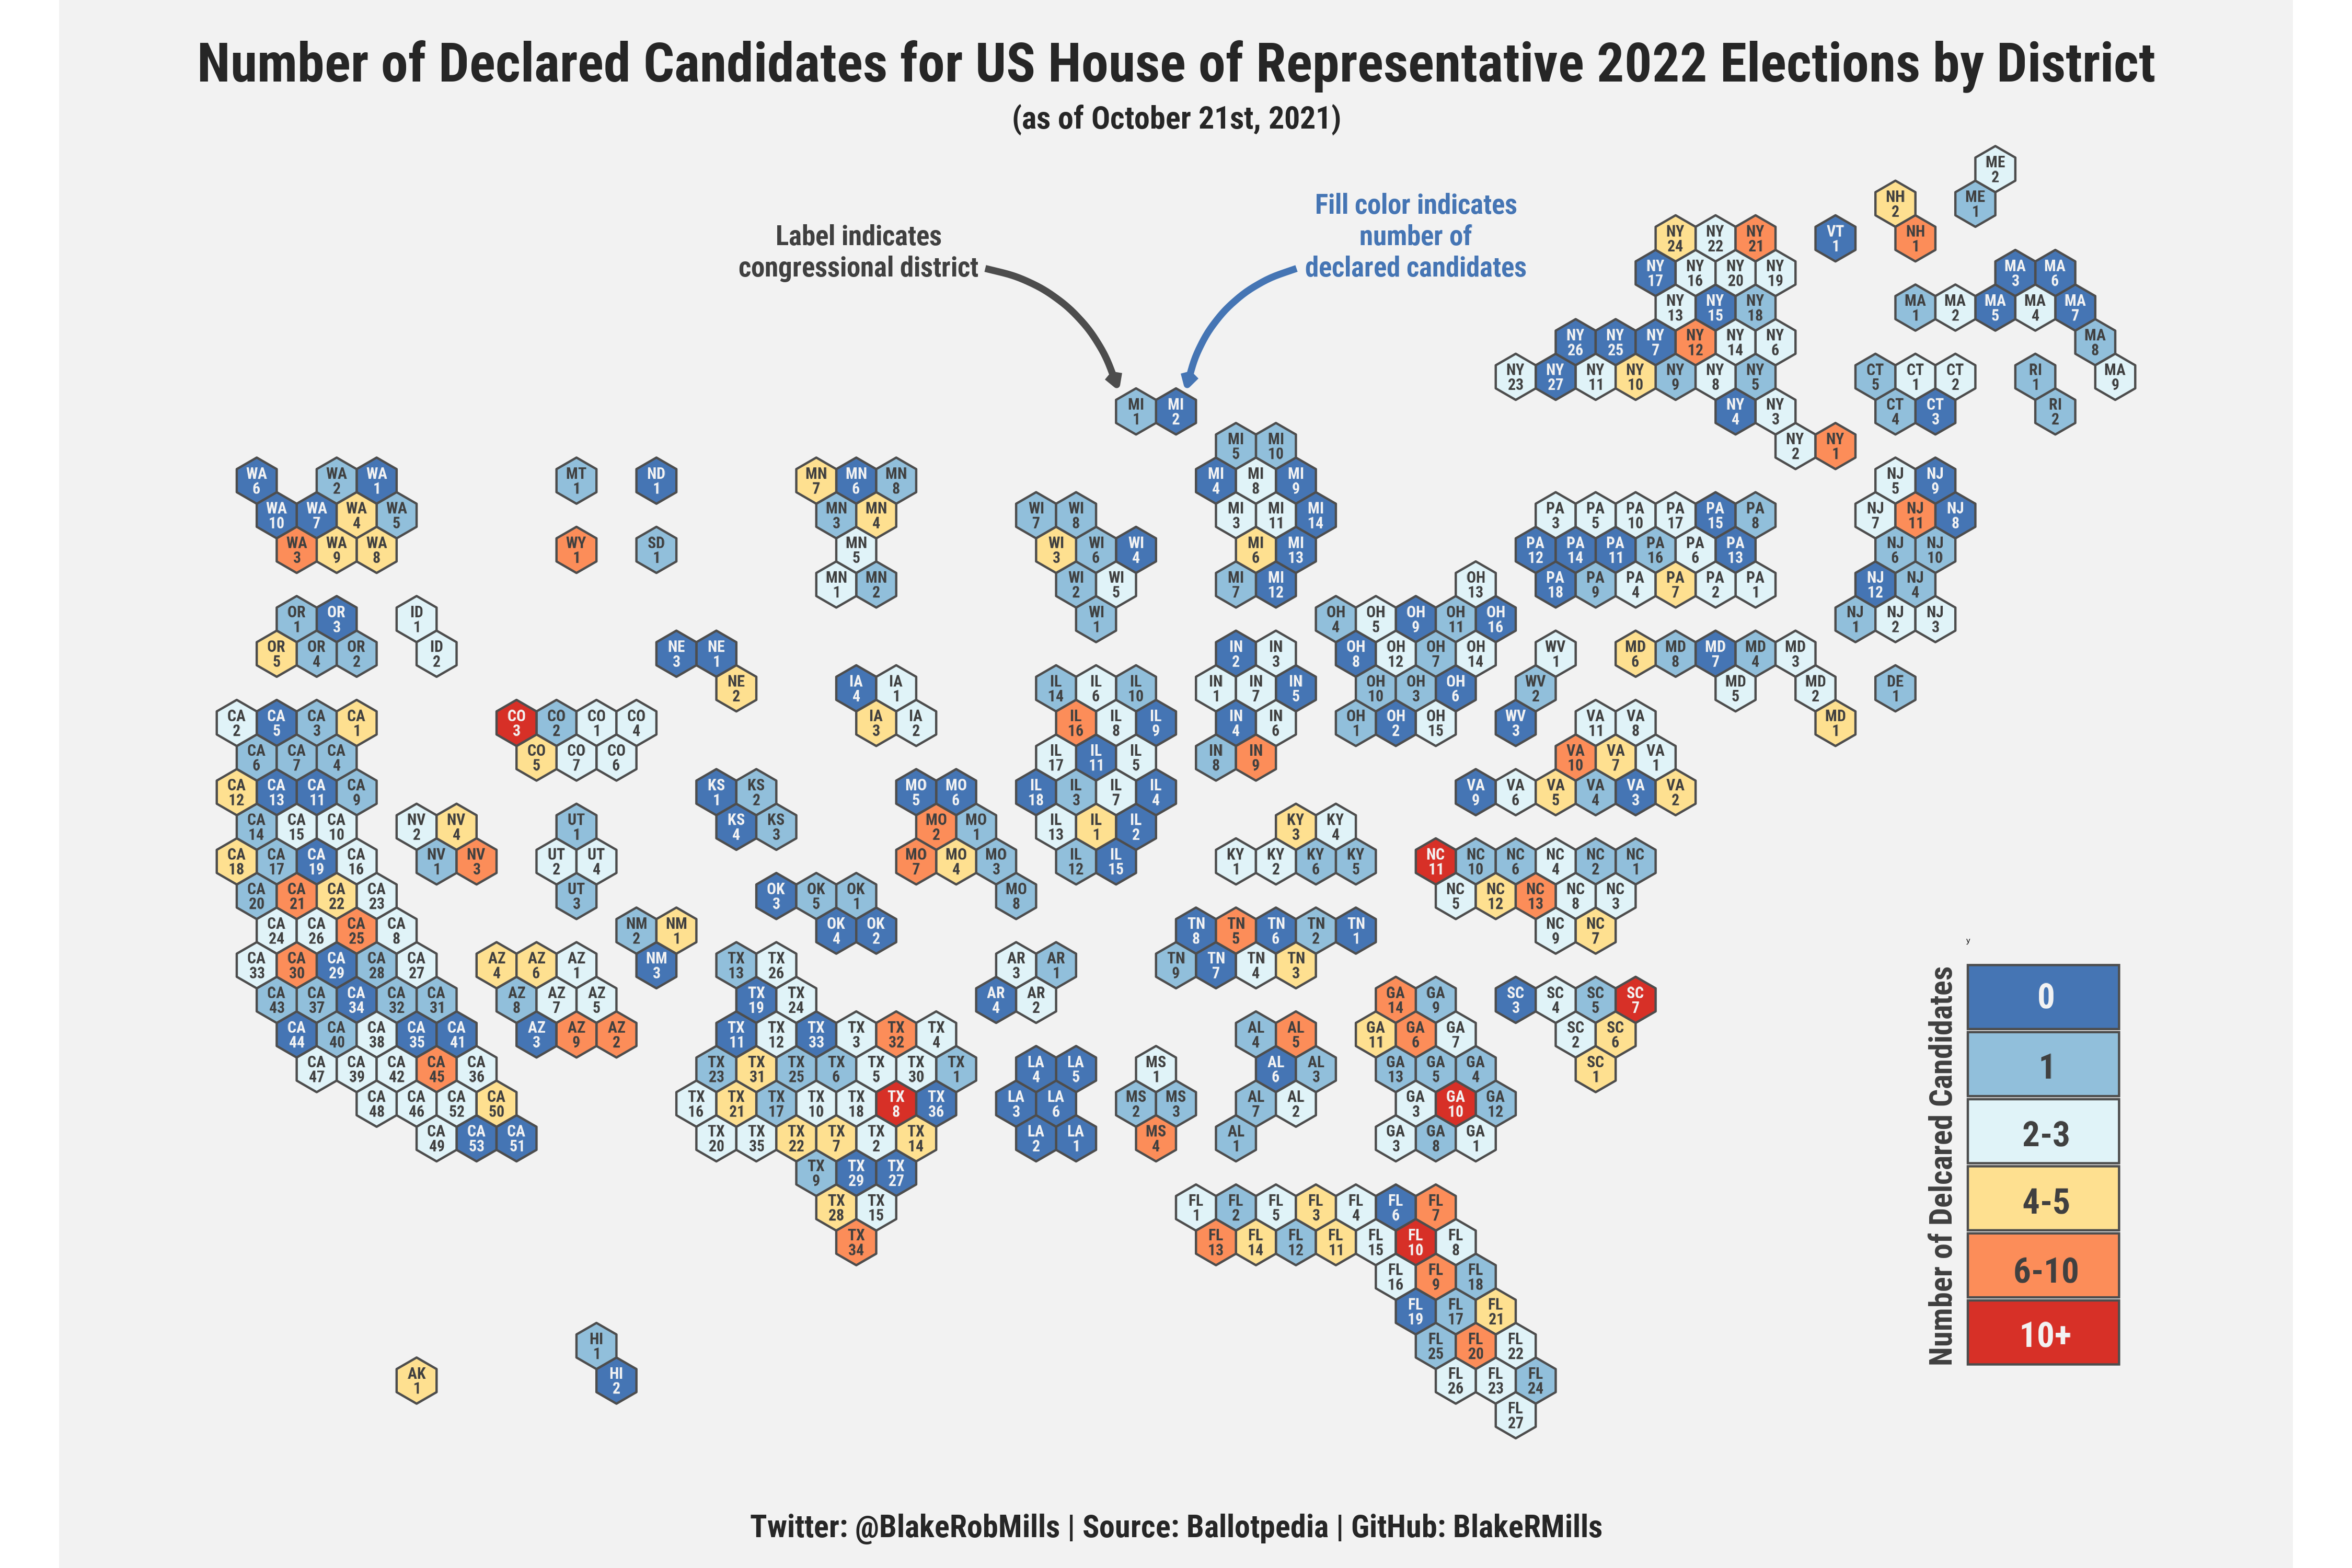 Number of Declared Candidates for US House of Representative 2022 Elections by District
(as of October 21st, 2021)
Label indicates
congressional district
Fill color indicates
number of
declared candidates
ME 2
ME 1
NH 2
NH 1
VT 1
NY 24 NY 22 NY 21
NY 17 NY 16 NY 20 NY 19
NY 13 NY 15 NY 18
NY 26 NY 25 NY 7 NY 12 NY 14 NY 6
NY 23 NY 27 NY 11 NY 10 NY 9 NY 8 NY 5
NY 4 NY 3
NY 2 NY 1
MA 3 MA 6
MA 1 MA 2 MA 5 MA 4 MA 7
MA 8
MA 9
CT 5 CT 1 CT 2
CT 4 CT 3
RI 1
RI 2
MI 1 MI 2
MI 5 MI 10
MI 4 MI 8 MI 9
MI 3 MI 11 MI 14
MI 6 MI 13
MI 7 MI 12
WA 6 WA 2 WA 1
WA 10 WA 7 WA 4 WA 5
WA 3 WA 9 WA 8
MT 1
ND 1
WY 1
SD 1
MN 7 MN 6 MN 8
MN 3 MN 4
MN 5
MN 1 MN 2
WI 7 WI 8
WI 3 WI 6 WI 4
WI 2 WI 5
WI 1
PA 3 PA 5 PA 10 PA 17 PA 15 PA 8
PA 12 PA 14 PA 11 PA 16 PA 6 PA 13
PA 18 PA 9 PA 4 PA 7 PA 2 PA 1
NJ 5 NJ 9
NJ 7 NJ 11 NJ 8
NJ 6 NJ 10
NJ 12 NJ 4
NJ 1 NJ 2 NJ 3
OR 1 OR 3
OR 5 OR 4 OR 2
ID 1
ID 2
NE 3 NE 1
NE 2
IA 4 IA 1
IA 3 IA 2
IL 14 IL 6 IL 10
IL 16 IL 8 IL 9
IL 17 IL 11 IL 5
IL 18 IL 3 IL 7 IL 4
IL 13 IL 1 IL 2
IL 12 IL 15
IN 2 IN 3
IN 1 IN 7 IN 5
IN 4 IN 6
IN 8 IN 9
OH 13
OH 4 OH 5 OH 9 OH 11 OH 16
OH 8 OH 12 OH 7 OH 14
OH 10 OH 3 OH 6
OH 1 OH 2 OH 15
WV 1
WV 2
WV 3
MD 6 MD 8 MD 7 MD 4 MD 3
MD 5 MD 2
MD 1
DE 1
VA 11 VA 8
VA 10 VA 7 VA 1
VA 9 VA 6 VA 5 VA 4 VA 3 VA 2
CA 2 CA 5 CA 3 CA 1
CA 6 CA 7 CA 4
CA 12 CA 13 CA 11 CA 9
CA 14 CA 15 CA 10
CA 18 CA 17 CA 19 CA 16
CA 20 CA 21 CA 22 CA 23
CA 24 CA 26 CA 25 CA 8
CA 33 CA 30 CA 29 CA 28 CA 27
CA 43 CA 37 CA 34 CA 32 CA 31
CA 44 CA 40 CA 38 CA 35 CA 41
CA 47 CA 39 CA 42 CA 45 CA 36
CA 48 CA 46 CA 52 CA 50
CA 49 CA 53 CA 51
CO 3 CO 2 CO 1 CO 4
CO 5 CO 7 CO 6
NV 2 NV 4
NV 1 NV 3
UT 1
UT 2 UT 4
UT 3
KS 1 KS 2
KS 4 KS 3
MO 5 MO 6
MO 2 MO 1
MO 7 MO 4 MO 3
MO 8
KY 3 KY 4
KY 1 KY 2 KY 6 KY 5
NC 11 NC 10 NC 6 NC 4 NC 2 NC 1
NC 5 NC 12 NC 13 NC 8 NC 3
NC 9 NC 7
OK 3 OK 5 OK 1
OK 4 OK 2
NM 2 NM 1
NM 3
AZ 4 AZ 6 AZ 1
AZ 8 AZ 7 AZ 5
AZ 3 AZ 9 AZ 2
TX 13 TX 26
TX 19 TX 24
TX 11 TX 12 TX 33 TX 3 TX 32 TX 4
TX 23 TX 31 TX 25 TX 6 TX 5 TX 30 TX 1
TX 16 TX 21 TX 17 TX 10 TX 18 TX 8 TX 36
TX 20 TX 35 TX 22 TX 7 TX 2 TX 14
TX 9 TX 29 TX 27
TX 28 TX 15
TX 34
AR 3 AR 1
AR 4 AR 2
TN 8 TN 5 TN 6 TN 2 TN 1
TN 9 TN 7 TN 4 TN 3
LA 4 LA 5
LA 3 LA 6
LA 2 LA 1
MS 1
MS 2 MS 3
MS 4
AL 4 AL 5
AL 6 AL 3
AL 7 AL 2
AL 1
GA 14 GA 9
GA 11 GA 6 GA 7
GA 13 GA 5 GA 4
GA 3 GA 10 GA 12
GA 3 GA 8 GA 1
SC 3 SC 4 SC 5 SC 7
SC 2 SC 6
SC 1
FL 1 FL 2 FL 5 FL 3 FL 4 FL 6 FL 7
FL 13 FL 14 FL 12 FL 11 FL 15 FL 10 FL 8
FL 16 FL 9 FL 18
FL 19 FL 17 FL 21
FL 25 FL 20 FL 22
FL 26 FL 23 FL 24
FL 27
AK 1
HI 1
HI 2
y
Number of Delcared Candidates
0
1
2-3
4-5
6-10
10+
Twitter: @BlakeRobMills | Source: Ballotpedia | GitHub: BlakeRMills